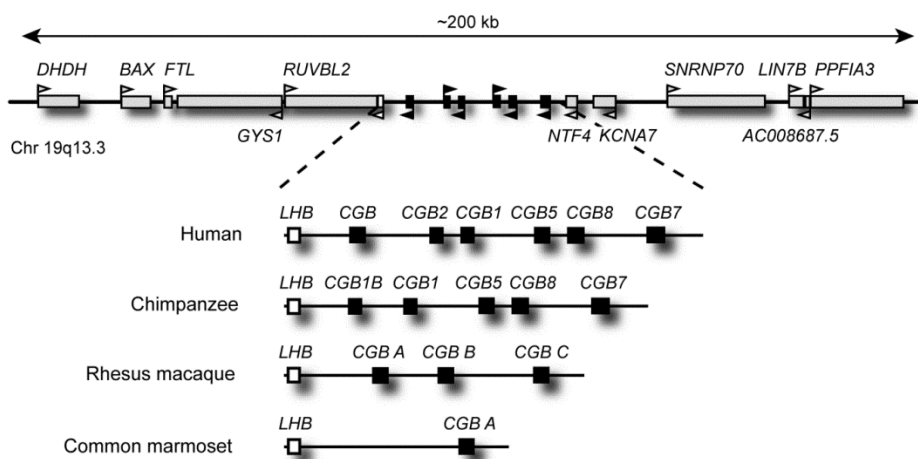 ~200 kb
DHDH BAX FTL RUVBL2 SNRNP70 LIN7B PPFIA3
GYS1 NTF4 KCNA7 AC008687.5
Chr 19q13.3
LHB CGB CGB2 CGB1 CGB5 CGB8 CGB7
Human
LHB CGB1B CGB1 CGB5 CGB8 CGB7
Chimpanzee
LHB CGB A CGB B CGB C
Rhesus macaque
LHB CGB A
Common marmoset